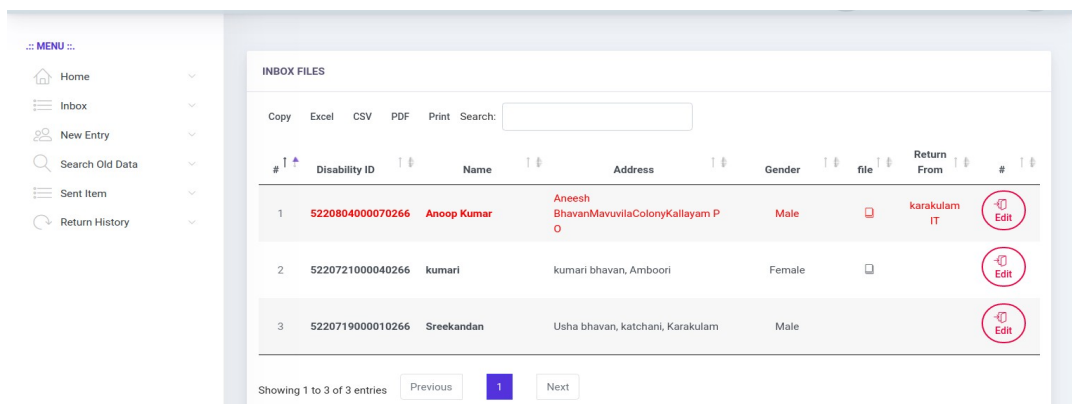 .:: MENU ::.
Home
Inbox
New Entry
Search Old Data
Sent Item
Return History
INBOX FILES
Copy Excel CSV PDF Print Search:
# Disability ID Name Address Gender file Return From #
1 5220804000070266 Anoop Kumar Aneesh BhavanMavuvilaColonyKallayam P O Male karakulam IT Edit
2 5220721000040266 kumari kumari bhavan, Amboori Female Edit
3 5220719000010266 Sreekandan Usha bhavan, katchani, Karakulam Male Edit
Showing 1 to 3 of 3 entries Previous 1 Next